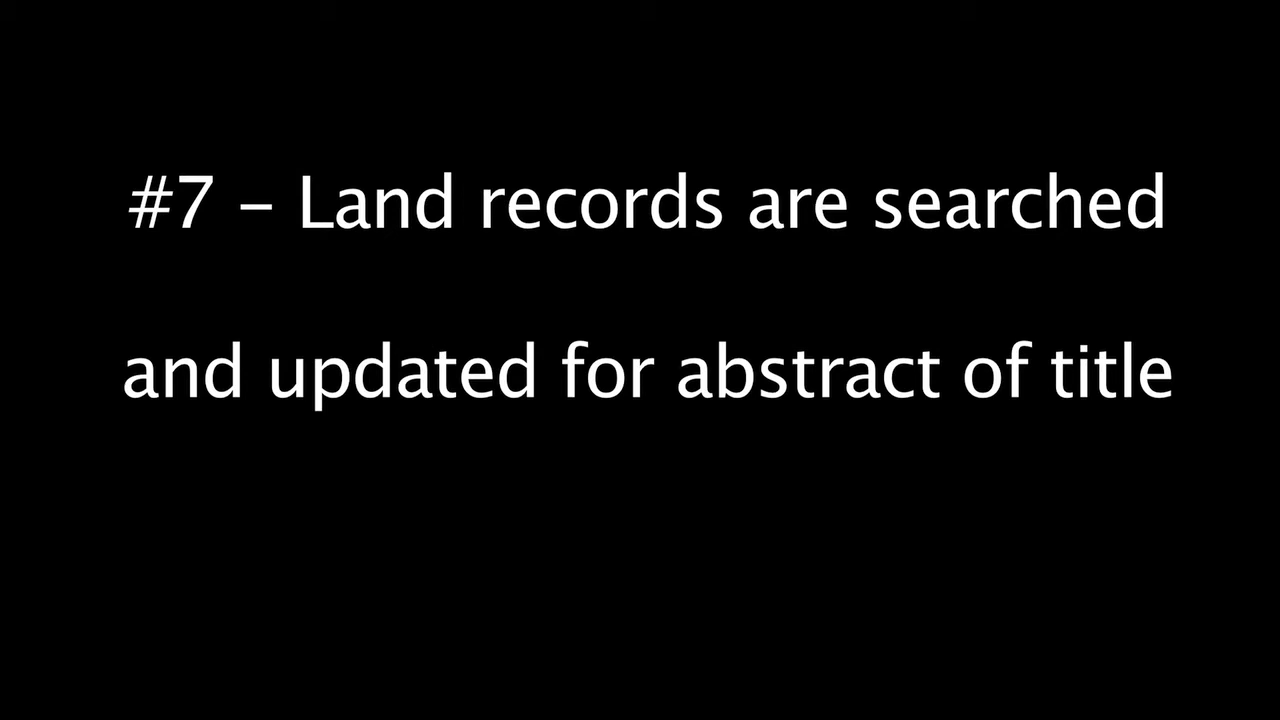 #7 – Land records are searched
and updated for abstract of title